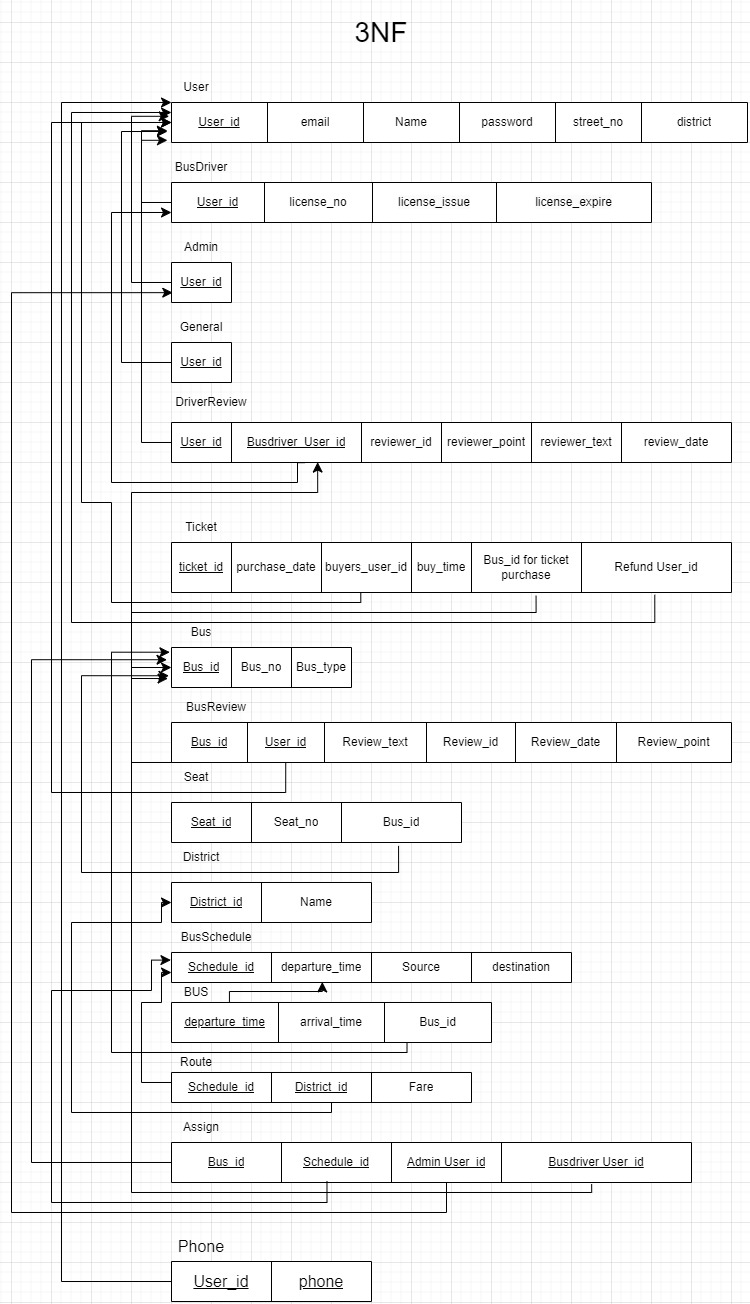 3NF
User
User_id email Name password street_no district
BusDriver
User_id license_no license_issue license_expire
Admin
User_id
General
User_id
DriverReview
User_id Busdriver_User_id reviewer_id reviewer_point reviewer_text review_date
Ticket
ticket_id purchase_date buyers_user_id buy_time Bus_id for ticket purchase Refund User_id
Bus
Bus_id Bus_no Bus_type
BusReview
Bus_id User_id Review_text Review_id Review_date Review_point
Seat
Seat_id Seat_no Bus_id
District
District_id Name
BusSchedule
Schedule_id departure_time Source destination
BUS
departure_time arrival_time Bus_id
Route
Schedule_id District_id Fare
Assign
Bus_id Schedule_id Admin User_id Busdriver User_id
Phone
User_id phone